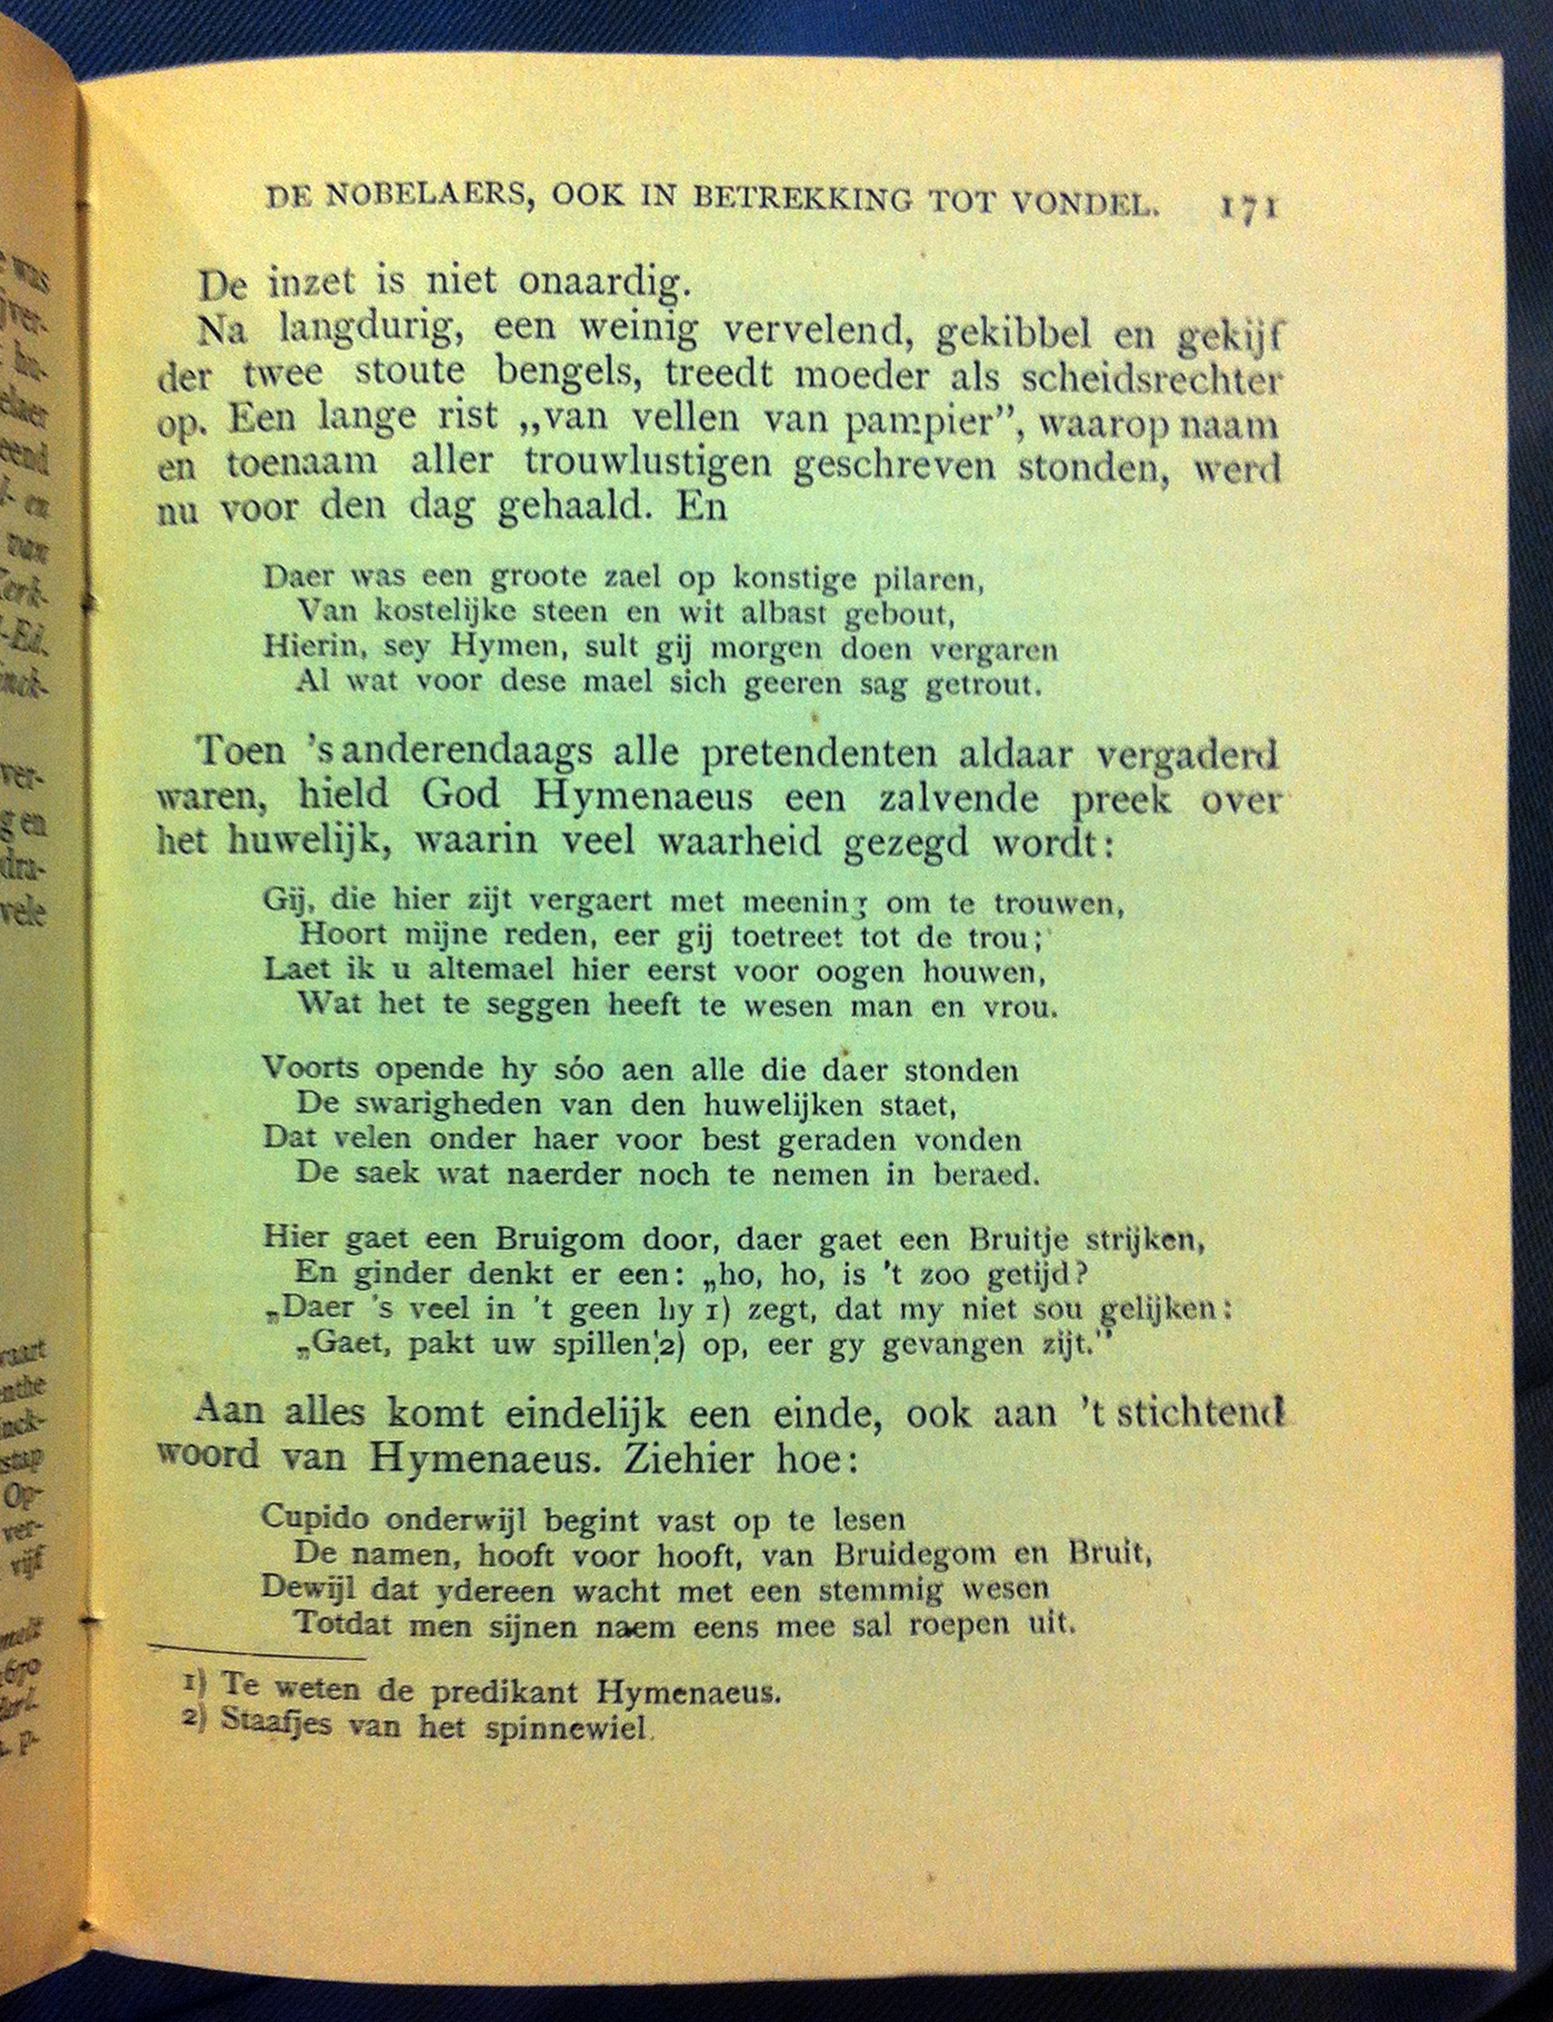 DE NOBELAERS, OOK IN BETREKKING TOT VONDEL. 171
De inzet is niet onaardig.
Na langdurig, een weinig vervelend, gekibbel en gekijf
der twee stoute bengels, treedt moeder als scheidsrechter
op. Een lange rist „van vellen van pampier”, waarop naam
en toenaam aller trouwlustigen geschreven stonden, werd
nu voor den dag gehaald. En
Daer was een groote zael op konstige pilaren,
Van kostelijke steen en wit albast gebout,
Hierin, sey Hymen, sult gij morgen doen vergaren
Al wat voor dese mael sich geeren sag getrout.
Toen ’s anderendaags alle pretendenten aldaar vergaderd
waren, hield God Hymenaeus een zalvende preek over
het huwelijk, waarin veel waarheid gezegd wordt:
Gij, die hier zijt vergaert met meening om te trouwen,
Hoort mijne reden, eer gij toetreet tot de trou;
Laet ik u altemael hier eerst voor oogen houwen,
Wat het te seggen heeft te wesen man en vrou.
Voorts opende hy sóo aen alle die daer stonden
De swarigheden van den huwelijken staet,
Dat velen onder haer voor best geraden vonden
De saek wat naerder noch te nemen in beraed.
Hier gaet een Bruigom door, daer gaet een Bruitje strijken,
En ginder denkt er een: „ho, ho, is ’t zoo getijd?
„Daer ’s veel in ’t geen hy 1) zegt, dat my niet sou gelijken:
„Gaet, pakt uw spillen 2) op, eer gy gevangen zijt.”
Aan alles komt eindelijk een einde, ook aan ’t stichtend
woord van Hymenaeus. Ziehier hoe:
Cupido onderwijl begint vast op te lesen
De namen, hooft voor hooft, van Bruidegom en Bruit,
Dewijl dat ydereen wacht met een stemmig wesen
Totdat men sijnen naem eens mee sal roepen uit.
1) Te weten de predikant Hymenaeus.
2) Staafjes van het spinnewiel.